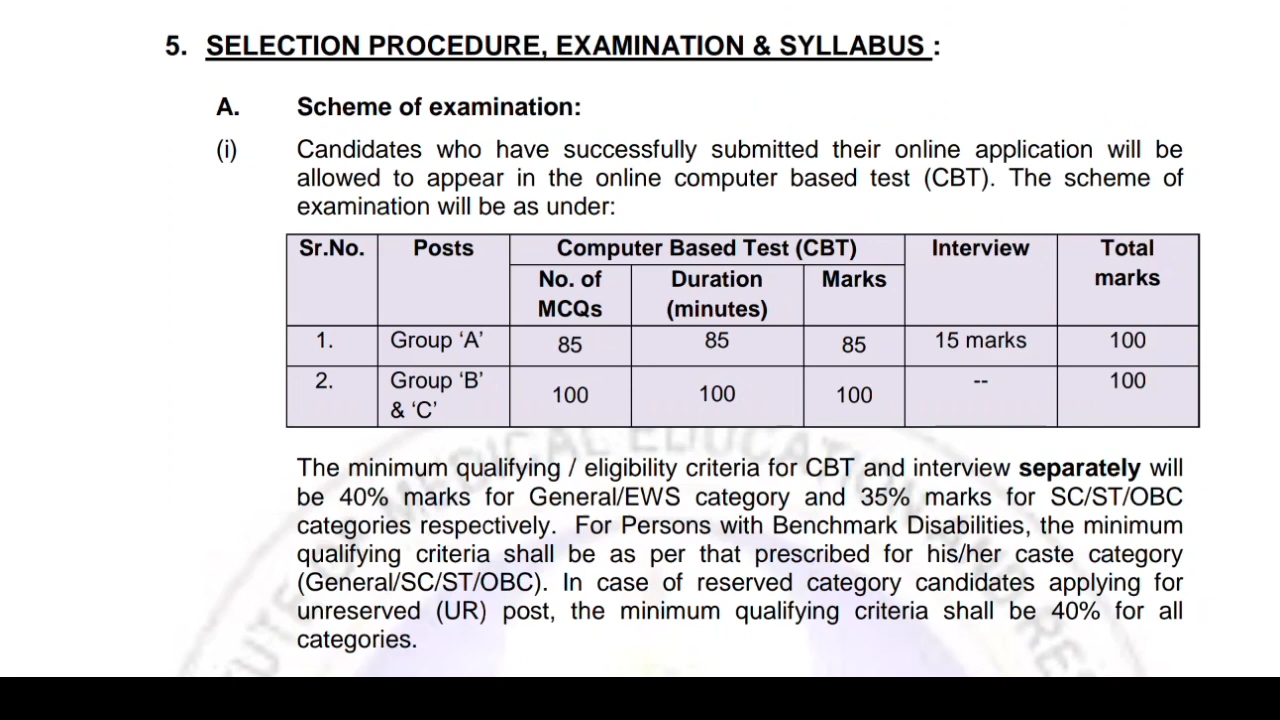 5. SELECTION PROCEDURE, EXAMINATION & SYLLABUS :
A. Scheme of examination:
(i) Candidates who have successfully submitted their online application will be
allowed to appear in the online computer based test (CBT). The scheme of
examination will be as under:
Sr.No. Posts Computer Based Test (CBT) Interview Total
marks
No. of
MCQs
Duration
(minutes)
Marks
1. Group ‘A’ 85 85 85 15 marks 100
2. Group ‘B’
& ‘C’
100 100 100 -- 100
The minimum qualifying / eligibility criteria for CBT and interview separately will
be 40% marks for General/EWS category and 35% marks for SC/ST/OBC
categories respectively. For Persons with Benchmark Disabilities, the minimum
qualifying criteria shall be as per that prescribed for his/her caste category
(General/SC/ST/OBC). In case of reserved category candidates applying for
unreserved (UR) post, the minimum qualifying criteria shall be 40% for all
categories.
MEDICAL EDUCATION